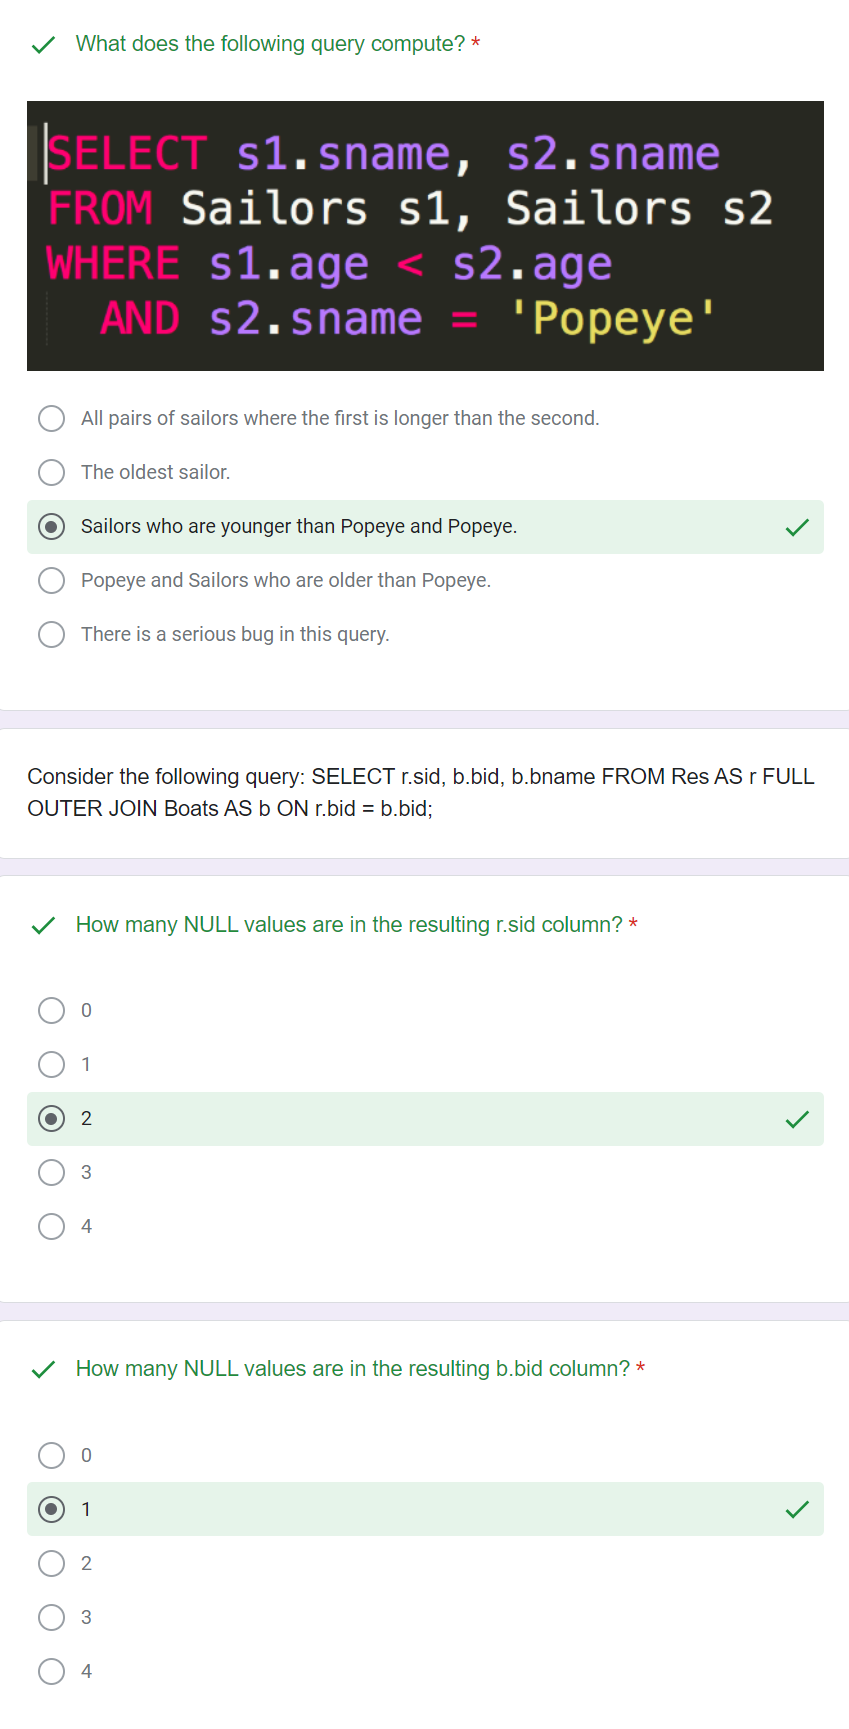 What does the following query compute? *
SELECT s1.sname, s2.sname
FROM Sailors s1, Sailors s2
WHERE s1.age < s2.age
AND s2.sname = 'Popeye'
All pairs of sailors where the first is longer than the second.
The oldest sailor.
Sailors who are younger than Popeye and Popeye.
Popeye and Sailors who are older than Popeye.
There is a serious bug in this query.
Consider the following query: SELECT r.sid, b.bid, b.bname FROM Res AS r FULL
OUTER JOIN Boats AS b ON r.bid = b.bid;
How many NULL values are in the resulting r.sid column? *
0
1
2
3
4
How many NULL values are in the resulting b.bid column? *
0
1
2
3
4